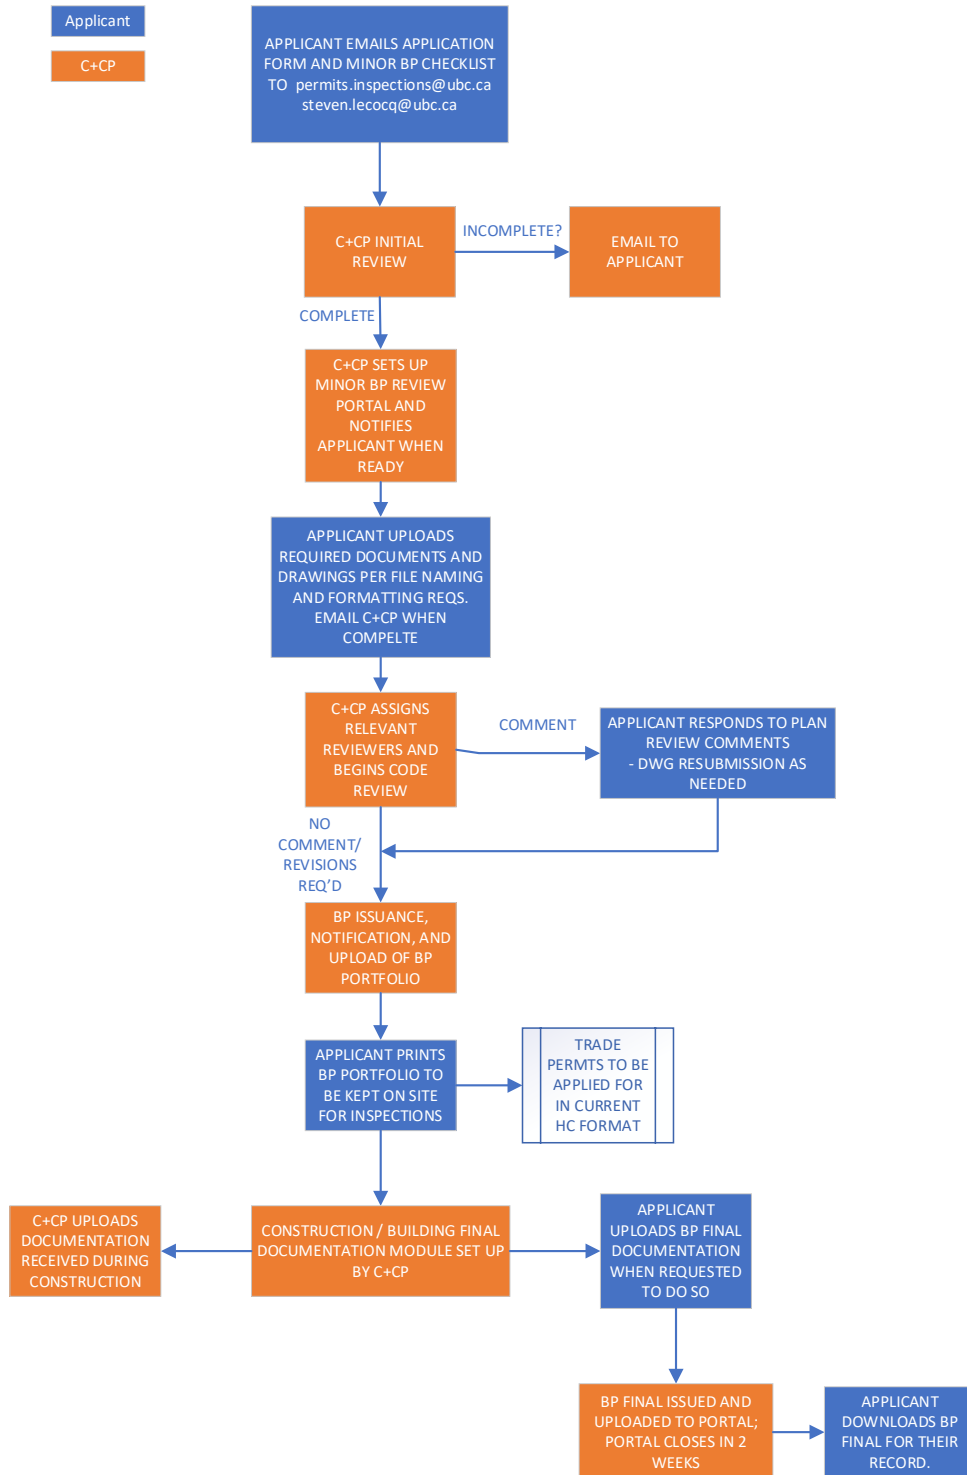 Applicant
C+CP
APPLICANT EMAILS APPLICATION
FORM AND MINOR BP CHECKLIST
TO permits.inspections@ubc.ca
steven.lecocq@ubc.ca
C+CP INITIAL
REVIEW
INCOMPLETE?
EMAIL TO
APPLICANT
COMPLETE
C+CP SETS UP
MINOR BP REVIEW
PORTAL AND
NOTIFIES
APPLICANT WHEN
READY
APPLICANT UPLOADS
REQUIRED DOCUMENTS AND
DRAWINGS PER FILE NAMING
AND FORMATTING REQS.
EMAIL C+CP WHEN
COMPELTE
C+CP ASSIGNS
RELEVANT
REVIEWERS AND
BEGINS CODE
REVIEW
COMMENT
APPLICANT RESPONDS TO PLAN
REVIEW COMMENTS
- DWG RESUBMISSION AS
NEEDED
NO
COMMENT/
REVISIONS
REQ'D
BP ISSUANCE,
NOTIFICATION, AND
UPLOAD OF BP
PORTFOLIO
APPLICANT PRINTS
BP PORTFOLIO TO
BE KEPT ON SITE
FOR INSPECTIONS
TRADE
PERMTS TO BE
APPLIED FOR
IN CURRENT
HC FORMAT
C+CP UPLOADS
DOCUMENTATION
RECEIVED DURING
CONSTRUCTION
CONSTRUCTION / BUILDING FINAL
DOCUMENTATION MODULE SET UP
BY C+CP
APPLICANT
UPLOADS BP FINAL
DOCUMENTATION
WHEN REQUESTED
TO DO SO
BP FINAL ISSUED AND
UPLOADED TO PORTAL;
PORTAL CLOSES IN 2
WEEKS
APPLICANT
DOWNLOADS BP
FINAL FOR THEIR
RECORD.